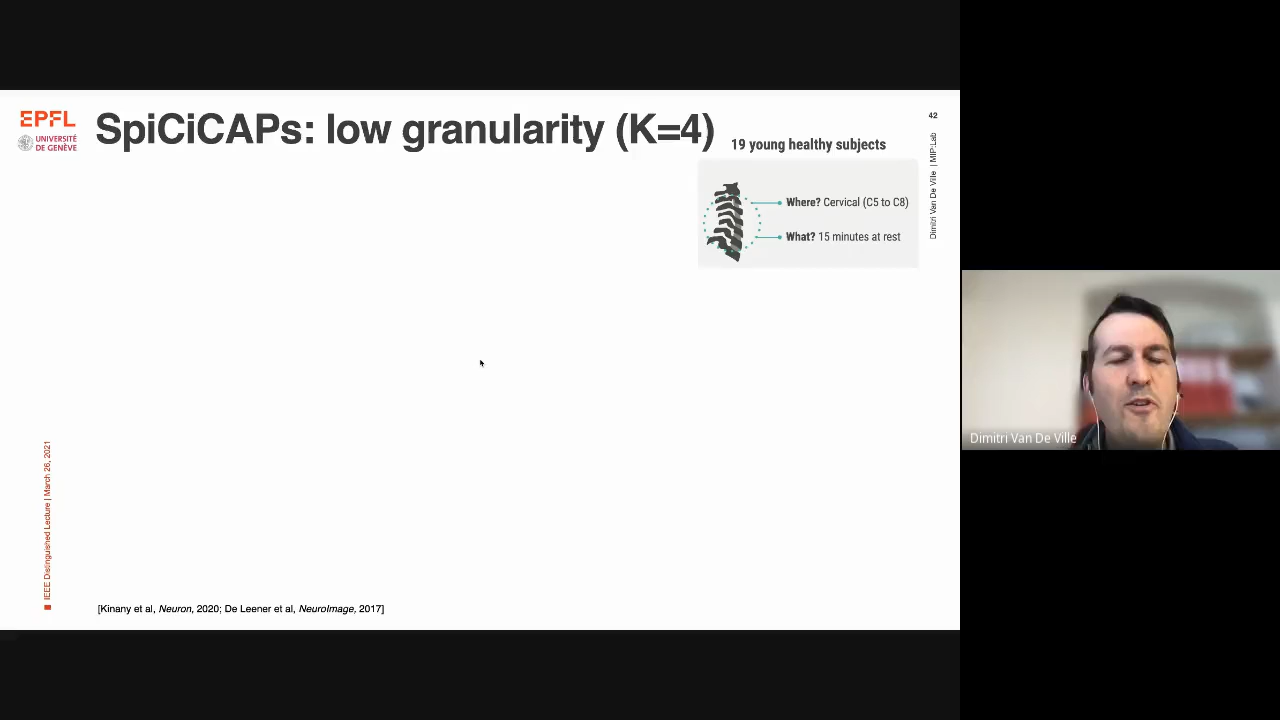 EPFL
UNIVERSITÉ
DE GENÈVE
SpiCiCAPs: low granularity (K=4)
19 young healthy subjects
Where? Cervical (C5 to C8)
What? 15 minutes at rest
42
Dimitri Van De Ville | MIP:Lab
IEEE Distinguished Lecture | March 26, 2021
[Kinany et al, Neuron, 2020; De Leener et al, NeuroImage, 2017]
Dimitri Van De Ville